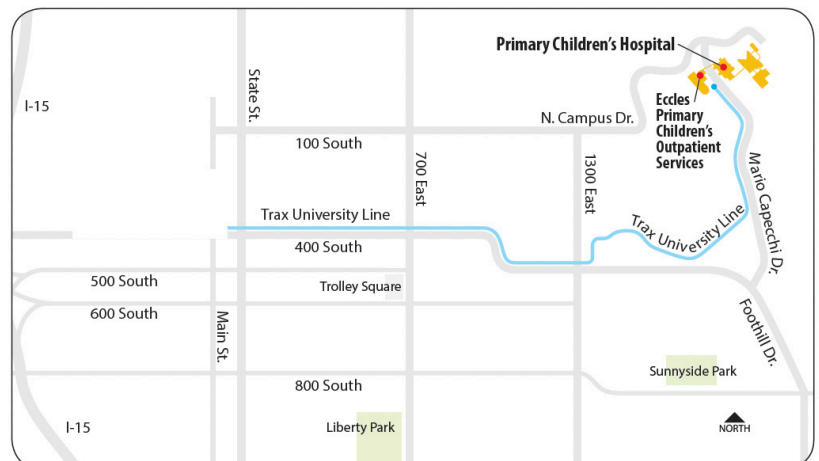 Primary Children's Hospital
State St.
I-15
Eccles
Primary
Children's
Outpatient
Services
N. Campus Dr.
100 South
700 East
1300 East
Mario Capecchi Dr.
Trax University Line
Trax University Line
400 South
500 South
Trolley Square
600 South
Main St.
Foothill Dr.
Sunnyside Park
800 South
I-15
Liberty Park
NORTH